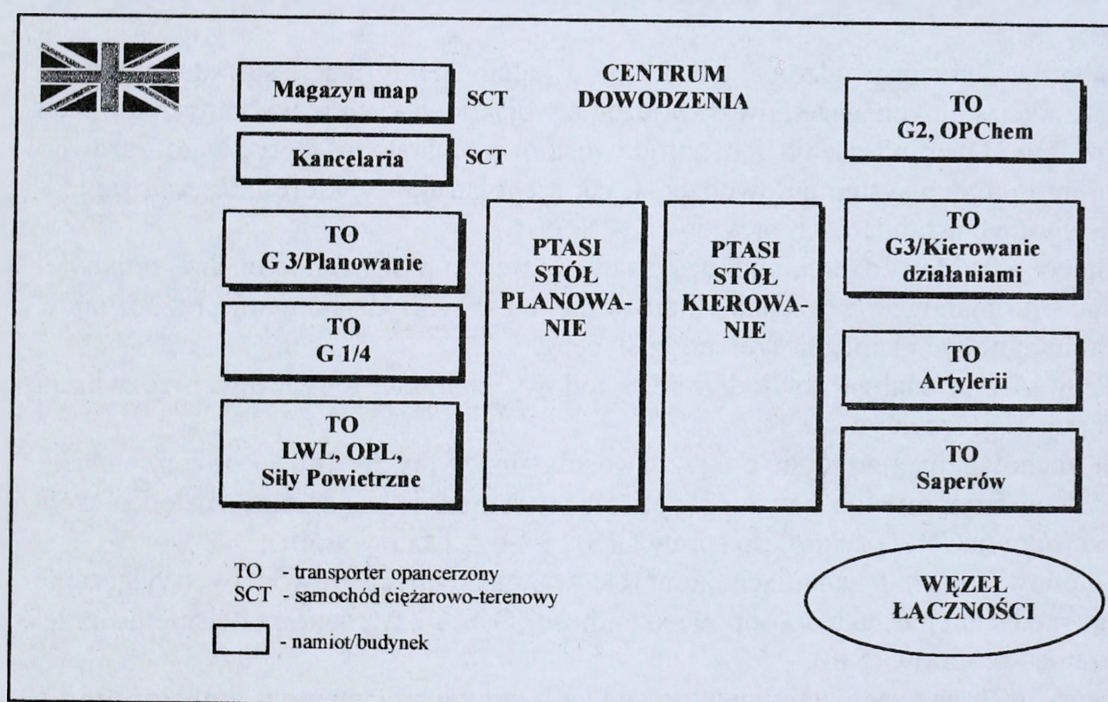 Magazyn map
SCT
Kancelaria
SCT
CENTRUM
DOWODZENIA
TO
G2, OPChem
TO
G 3/Planowanie
TO
G 1/4
TO
LWL, OPL,
Siły Powietrzne
PTASI
STÓŁ
PLANOWA-
NIE
PTASI
STÓŁ
KIEROWA-
NIE
TO
G3/Kierowanie
działaniami
TO
Artylerii
TO
Saperów
TO - transporter opancerzony
SCT - samochód ciężarowo-terenowy
- namiot/budynek
WĘZEŁ
ŁĄCZNOŚCI